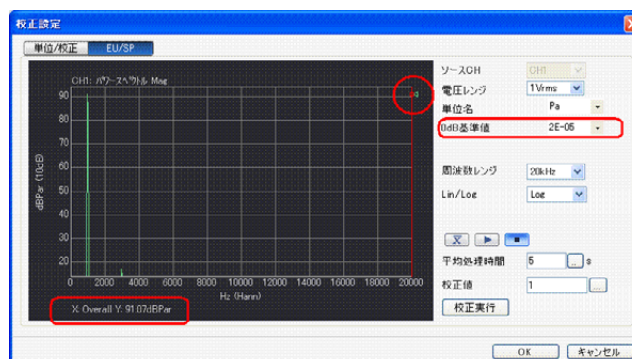 校正設定
単位/校正 EU/SP
CH1: パワースペクトル Mag
dBPar (10dB)
90
80
70
60
50
40
30
20
0 2000 4000 6000 8000 10000 12000 14000 16000 18000 20000
Hz (Hann)
X: Overall Y: 91.07dBPar
ソースCH CH1
電圧レンジ 1Vrms
単位名 Pa
0dB基準値 2E-05
周波数レンジ 20kHz
Lin/Log Log
平均処理時間 5 ... s
校正値 1 ...
校正実行
OK キャンセル